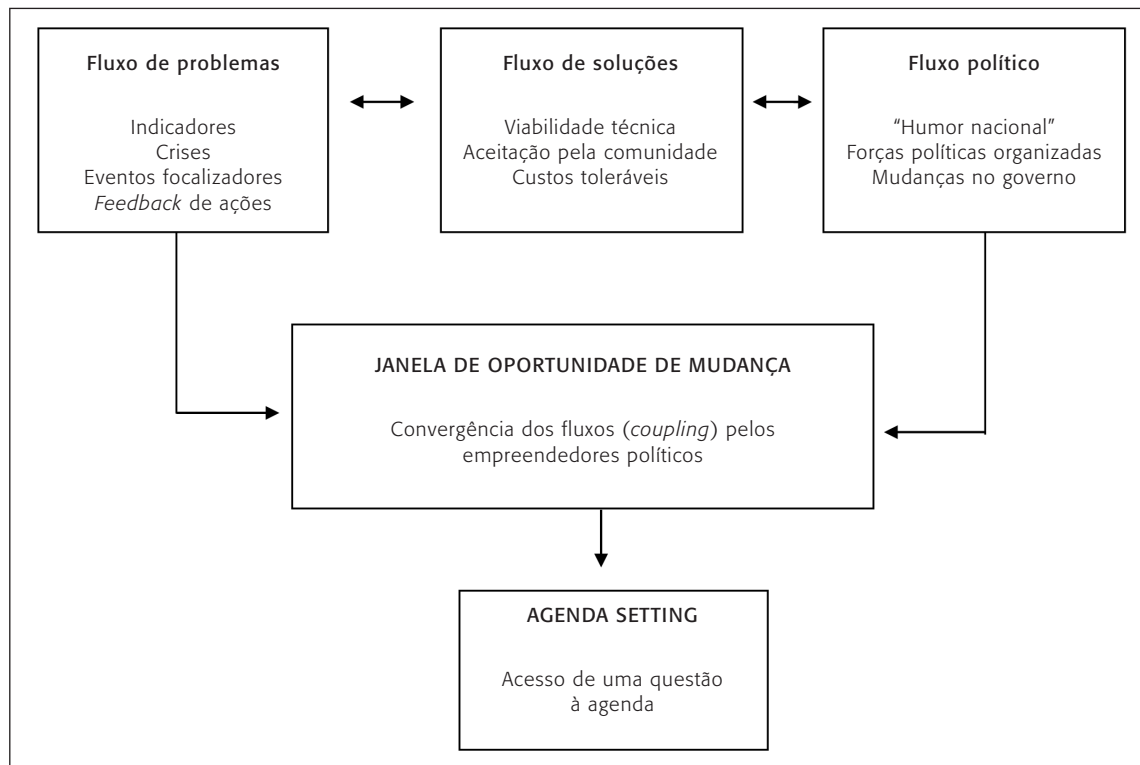 Fluxo de problemas
Indicadores
Crises
Eventos focalizadores
Feedback de ações
Fluxo de soluções
Viabilidade técnica
Aceitação pela comunidade
Custos toleráveis
Fluxo político
“Humor nacional”
Forças políticas organizadas
Mudanças no governo
JANELA DE OPORTUNIDADE DE MUDANÇA
Convergência dos fluxos (coupling) pelos
empreendedores políticos
AGENDA SETTING
Acesso de uma questão
à agenda